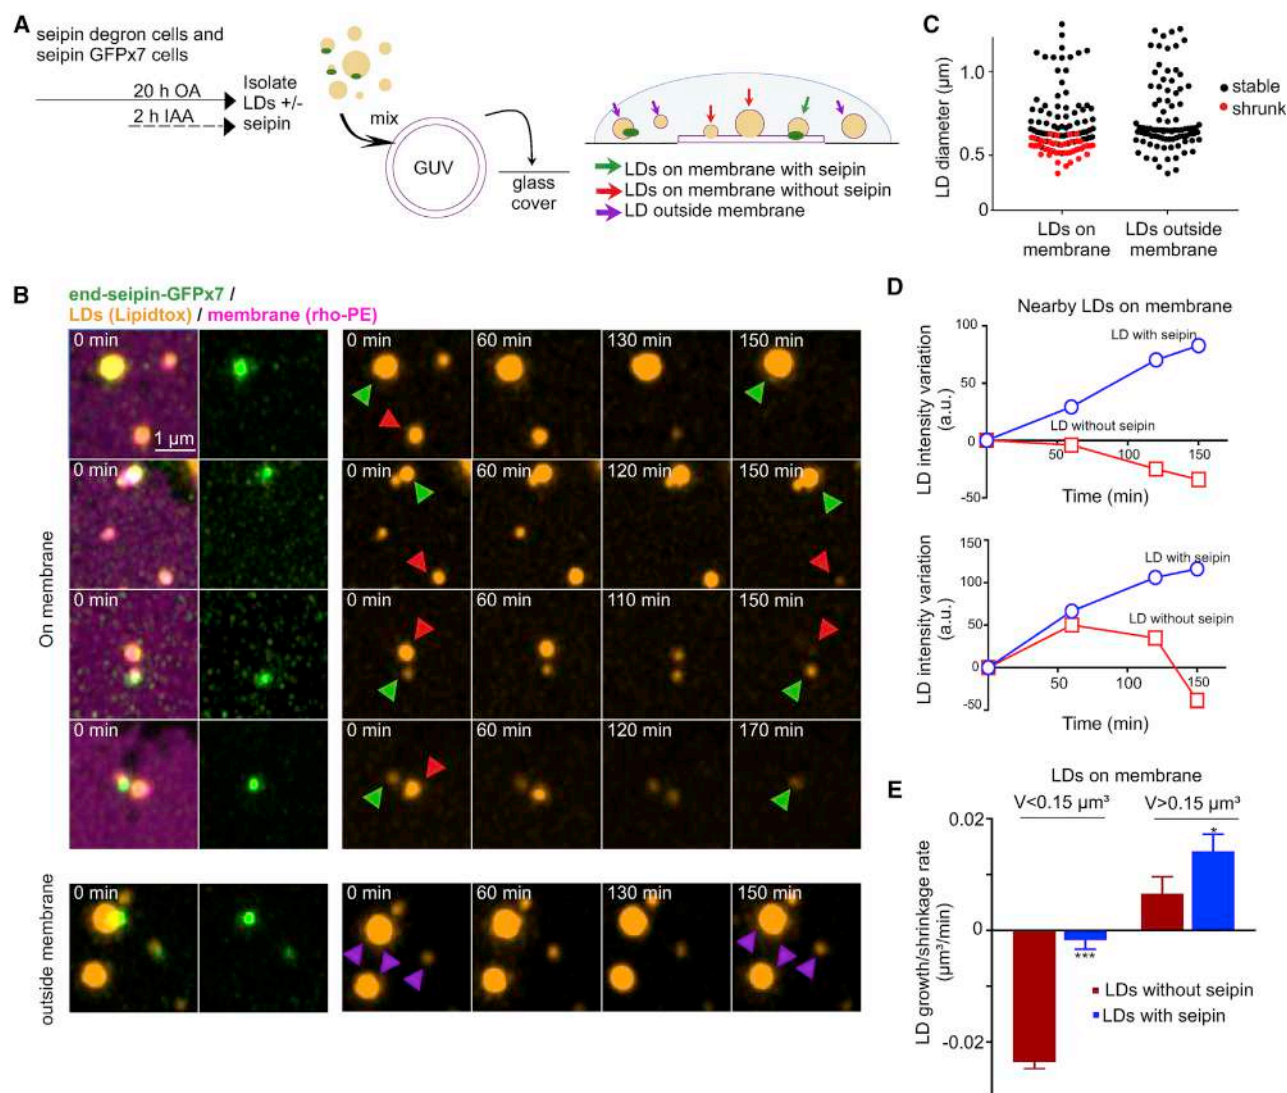 A
seipin degron cells and
seipin GFPx7 cells
20 h OA
2 h IAA
Isolate
LDs +/-
seipin
mix
GUV
glass
cover
LDs on membrane with seipin
LDs on membrane without seipin
LD outside membrane
C
LD diameter (µm)
1.0
0.5
0
stable
shrunk
LDs on
membrane
LDs outside
membrane
B
end-seipin-GFPx7 /
LDs (Lipidtox) / membrane (rho-PE)
On membrane
0 min
1 µm
0 min
60 min
130 min
150 min
0 min
0 min
60 min
120 min
150 min
0 min
0 min
60 min
110 min
150 min
0 min
0 min
60 min
120 min
170 min
outside membrane
0 min
0 min
60 min
130 min
150 min
D
Nearby LDs on membrane
LD intensity variation
(a.u.)
100
50
0
-50
LD with seipin
LD without seipin
50
100
150
Time (min)
LD intensity variation
(a.u.)
150
100
50
0
-50
LD with seipin
LD without seipin
50
100
150
Time (min)
E
LDs on membrane
V<0.15 µm³
V>0.15 µm³
LD growth/shrinkage rate
(µm³/min)
0.02
0
-0.02
***
*
LDs without seipin
LDs with seipin